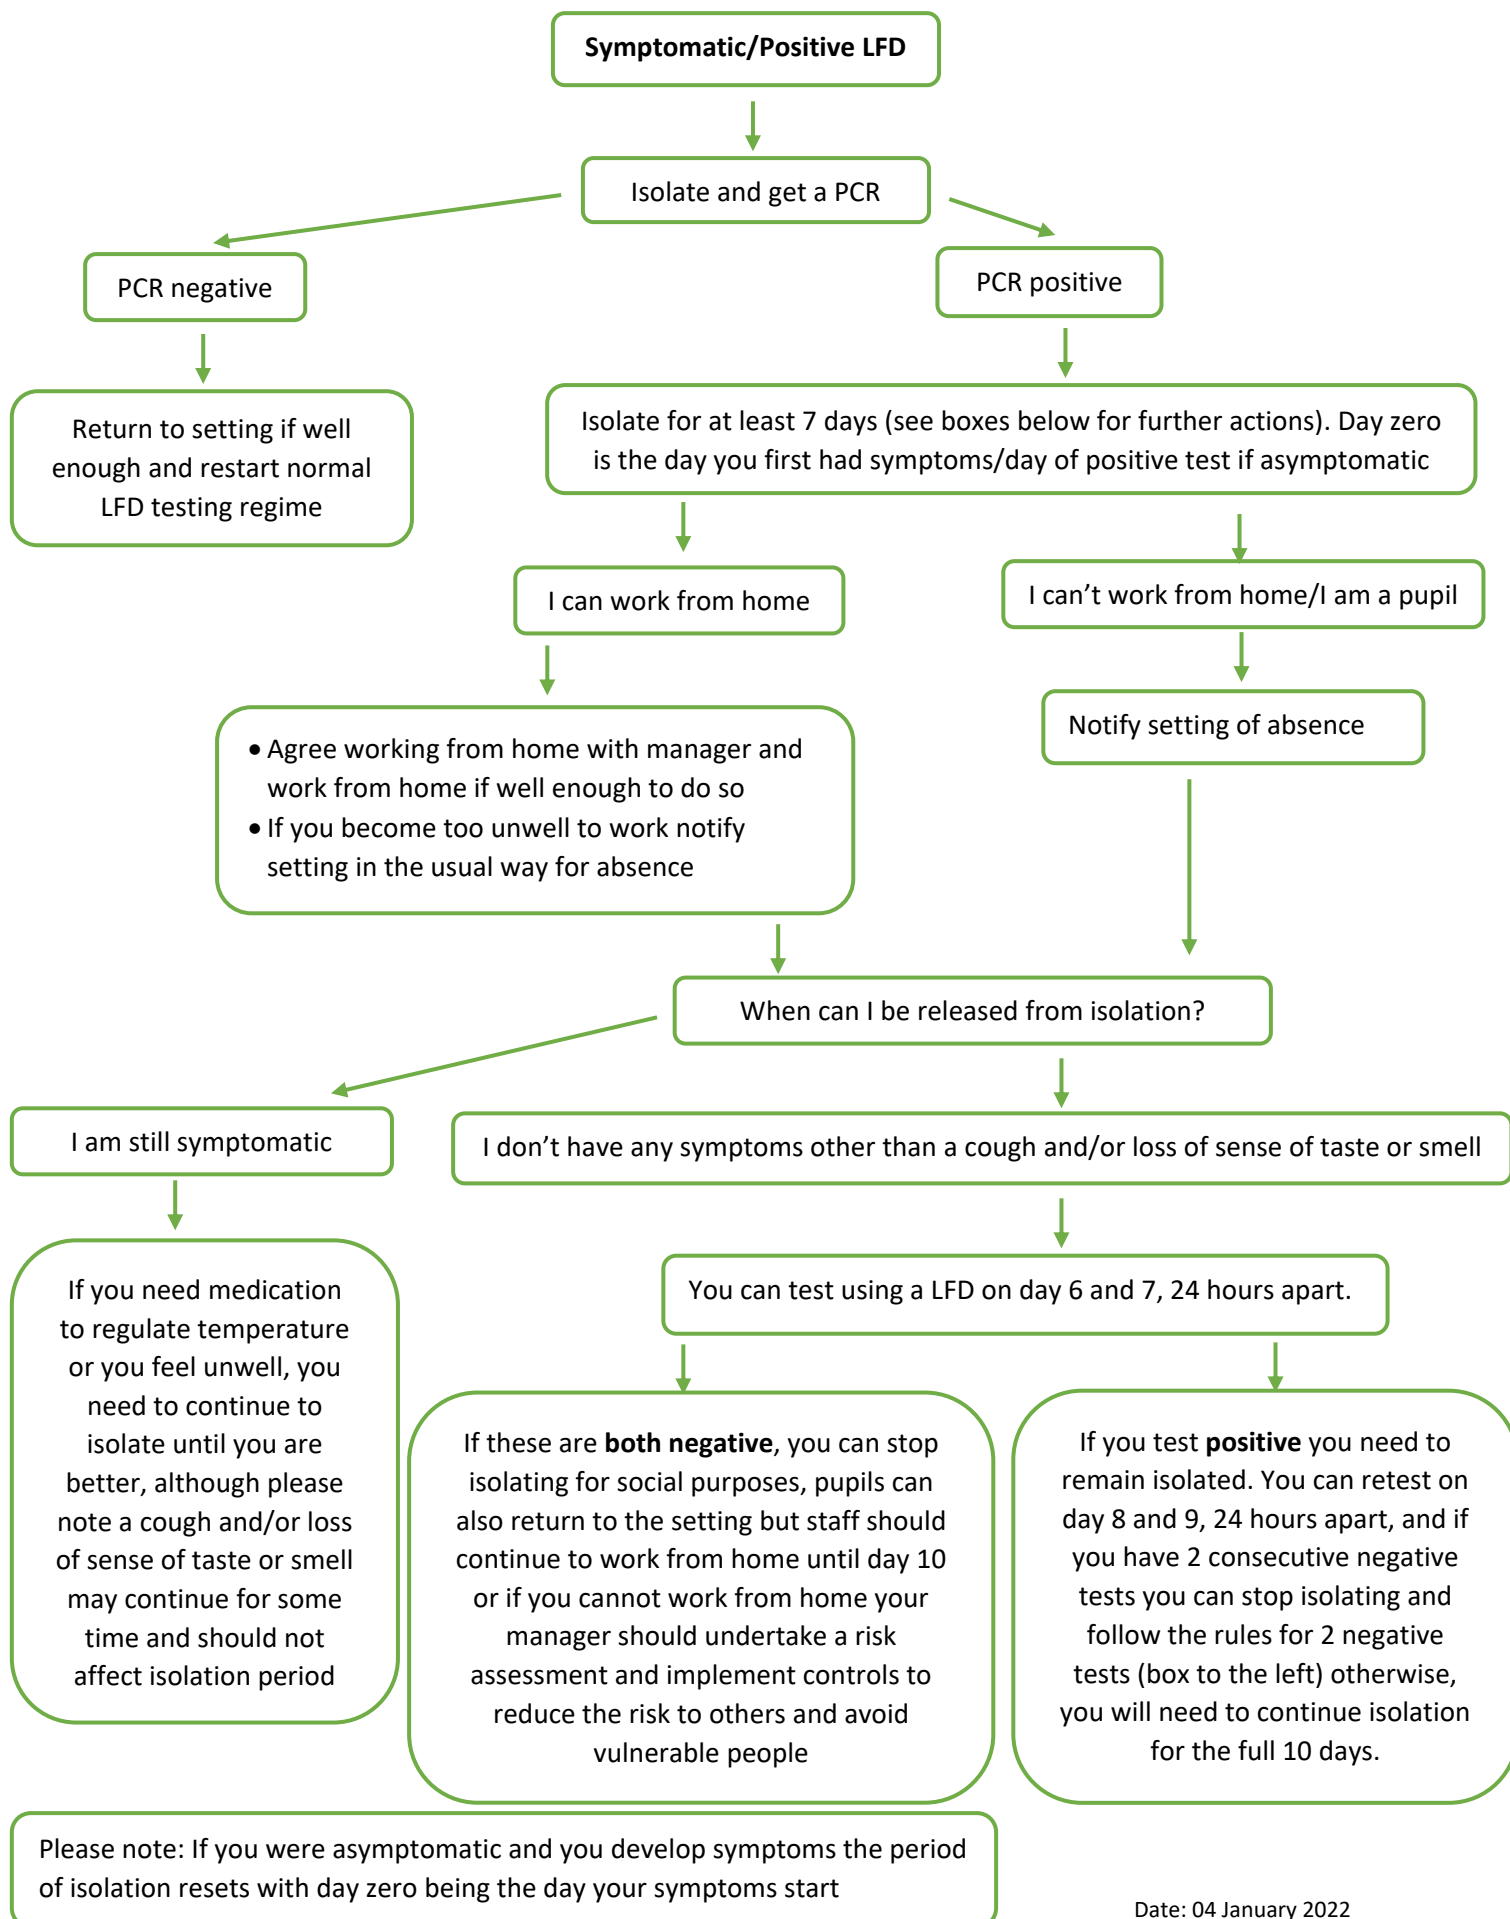 Symptomatic/Positive LFD
Isolate and get a PCR
PCR negative
PCR positive
Return to setting if well
enough and restart normal
LFD testing regime
Isolate for at least 7 days (see boxes below for further actions). Day zero
is the day you first had symptoms/day of positive test if asymptomatic
I can work from home
I can’t work from home/I am a pupil
• Agree working from home with manager and
work from home if well enough to do so
• If you become too unwell to work notify
setting in the usual way for absence
Notify setting of absence
When can I be released from isolation?
I am still symptomatic
I don’t have any symptoms other than a cough and/or loss of sense of taste or smell
If you need medication
to regulate temperature
or you feel unwell, you
need to continue to
isolate until you are
better, although please
note a cough and/or loss
of sense of taste or smell
may continue for some
time and should not
affect isolation period
You can test using a LFD on day 6 and 7, 24 hours apart.
If these are both negative, you can stop
isolating for social purposes, pupils can
also return to the setting but staff should
continue to work from home until day 10
or if you cannot work from home your
manager should undertake a risk
assessment and implement controls to
reduce the risk to others and avoid
vulnerable people
If you test positive you need to
remain isolated. You can retest on
day 8 and 9, 24 hours apart, and if
you have 2 consecutive negative
tests you can stop isolating and
follow the rules for 2 negative
tests (box to the left) otherwise,
you will need to continue isolation
for the full 10 days.
Please note: If you were asymptomatic and you develop symptoms the period
of isolation resets with day zero being the day your symptoms start
Date: 04 January 2022